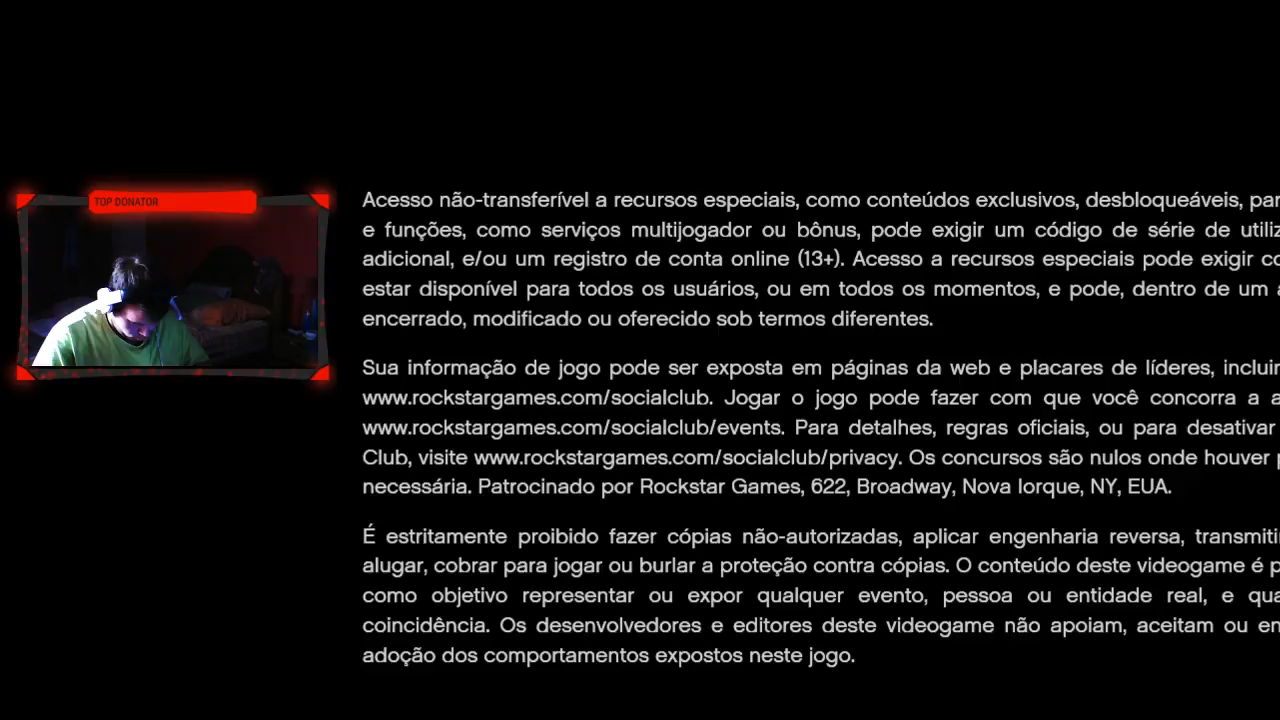 TOP DONATOR
Acesso não-transferível a recursos especiais, como conteúdos exclusivos, desbloqueáveis,
e funções, como serviços multijogador ou bônus, pode exigir um código de série de
adicional, e/ou um registro de conta online (13+). Acesso a recursos especiais pode exigir
estar disponível para todos os usuários, ou em todos os momentos, e pode, dentro de um
encerrado, modificado ou oferecido sob termos diferentes.
Sua informação de jogo pode ser exposta em páginas da web e placares de líderes,
www.rockstargames.com/socialclub. Jogar o jogo pode fazer com que você concorra a
www.rockstargames.com/socialclub/events. Para detalhes, regras oficiais, ou para desativar
Club, visite www.rockstargames.com/socialclub/privacy. Os concursos são nulos onde houver
necessária. Patrocinado por Rockstar Games, 622, Broadway, Nova Iorque, NY, EUA.
É estritamente proibido fazer cópias não-autorizadas, aplicar engenharia reversa,
alugar, cobrar para jogar ou burlar a proteção contra cópias. O conteúdo deste videogame é
como objetivo representar ou expor qualquer evento, pessoa ou entidade real, e
coincidência. Os desenvolvedores e editores deste videogame não apoiam, aceitam ou
adoção dos comportamentos expostos neste jogo.